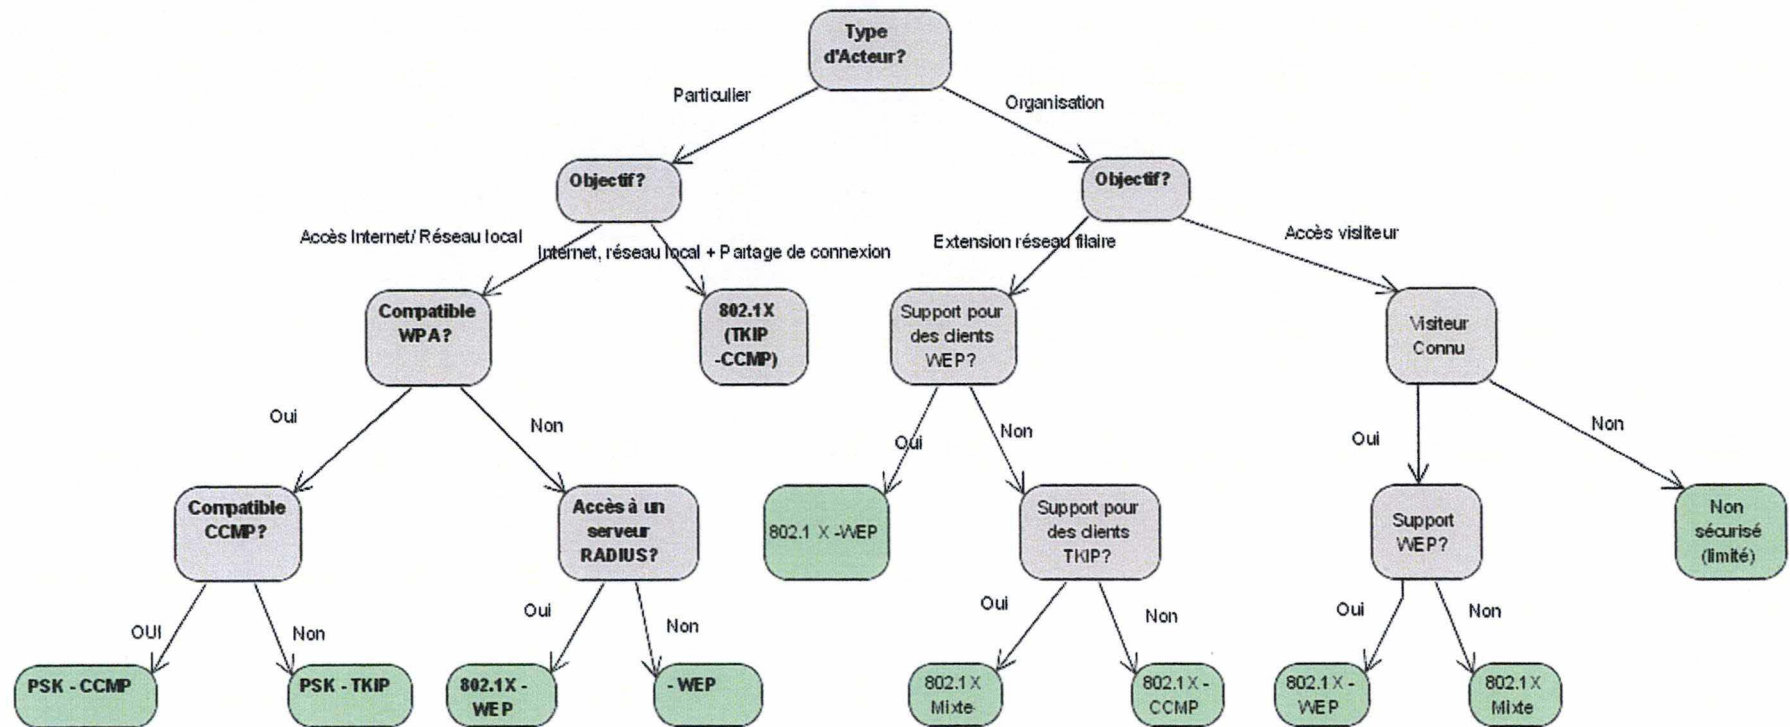 Type
d'Acteur?
Particulier
Organisation
Objectif?
Objectif?
Accès Internet/ Réseau local
Internet, réseau local + Partage de connexion
Extension réseau filaire
Accès visiteur
Compatible
WPA?
802.1X
(TKIP
-CCMP)
Support pour
des clients
WEP?
Visiteur
Connu
Oui
Non
Oui
Non
Oui
Non
Compatible
CCMP?
Accès à un
serveur
RADIUS?
802.1 X -WEP
Support pour
des clients
TKIP?
Support
WEP?
Non
sécurisé
(limité)
OUI
Non
Oui
Non
Oui
Non
Oui
Non
PSK - CCMP
PSK - TKIP
802.1X -
WEP
- WEP
802.1 X
Mixte
802.1 X -
CCMP
802.1 X -
WEP
802.1 X
Mixte